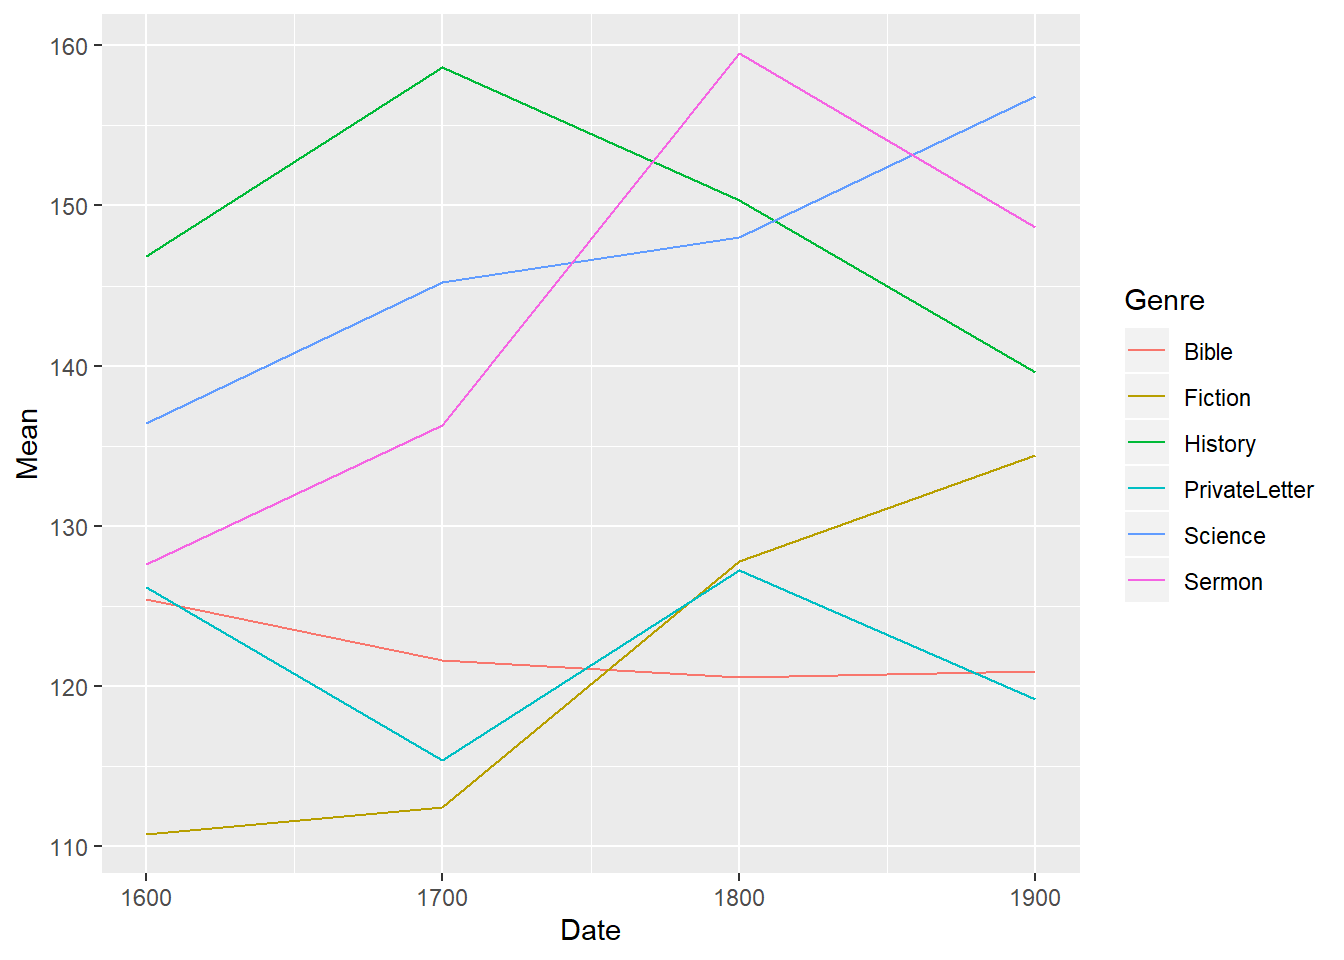 160
150
140
130
120
110
Mean
1600 1700 1800 1900
Date
Genre
Bible
Fiction
History
PrivateLetter
Science
Sermon